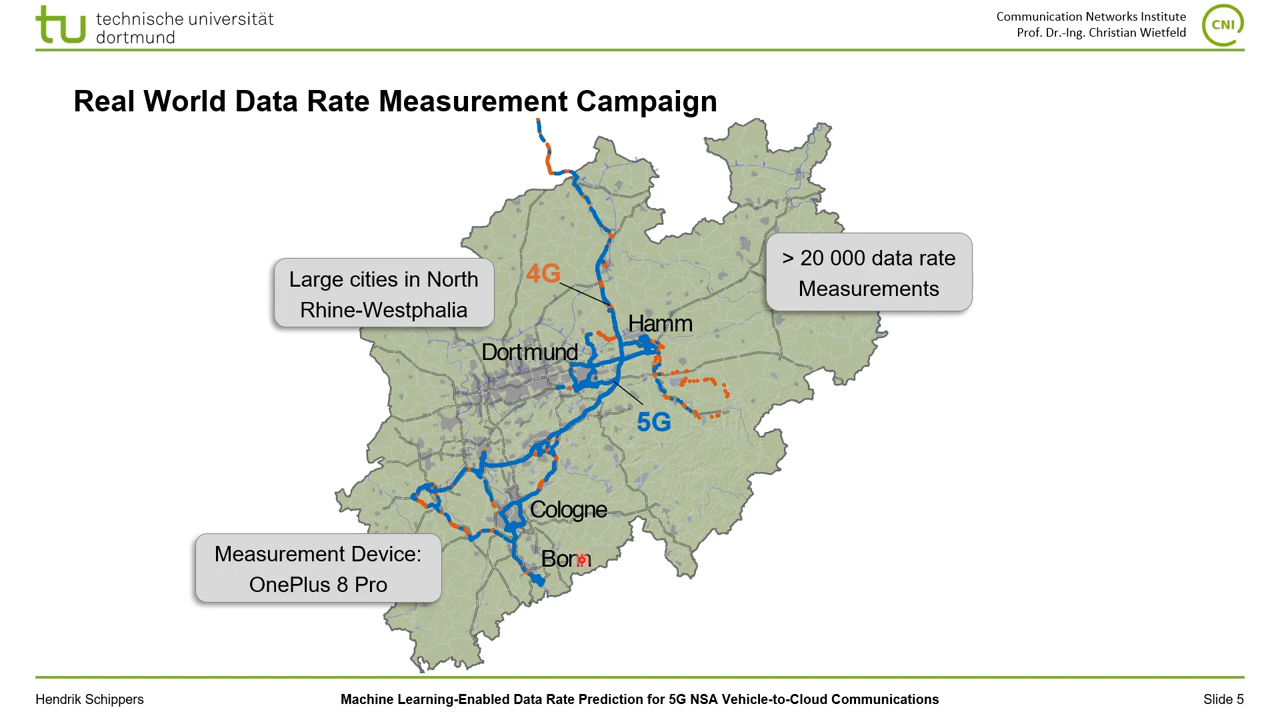 technische universität
dortmund
Communication Networks Institute
Prof. Dr.-Ing. Christian Wietfeld
CNI
Real World Data Rate Measurement Campaign
Large cities in North
Rhine-Westphalia
4G
> 20 000 data rate
Measurements
Hamm
Dortmund
5G
Cologne
Measurement Device:
OnePlus 8 Pro
Bonn
Hendrik Schippers
Machine Learning-Enabled Data Rate Prediction for 5G NSA Vehicle-to-Cloud Communications
Slide 5